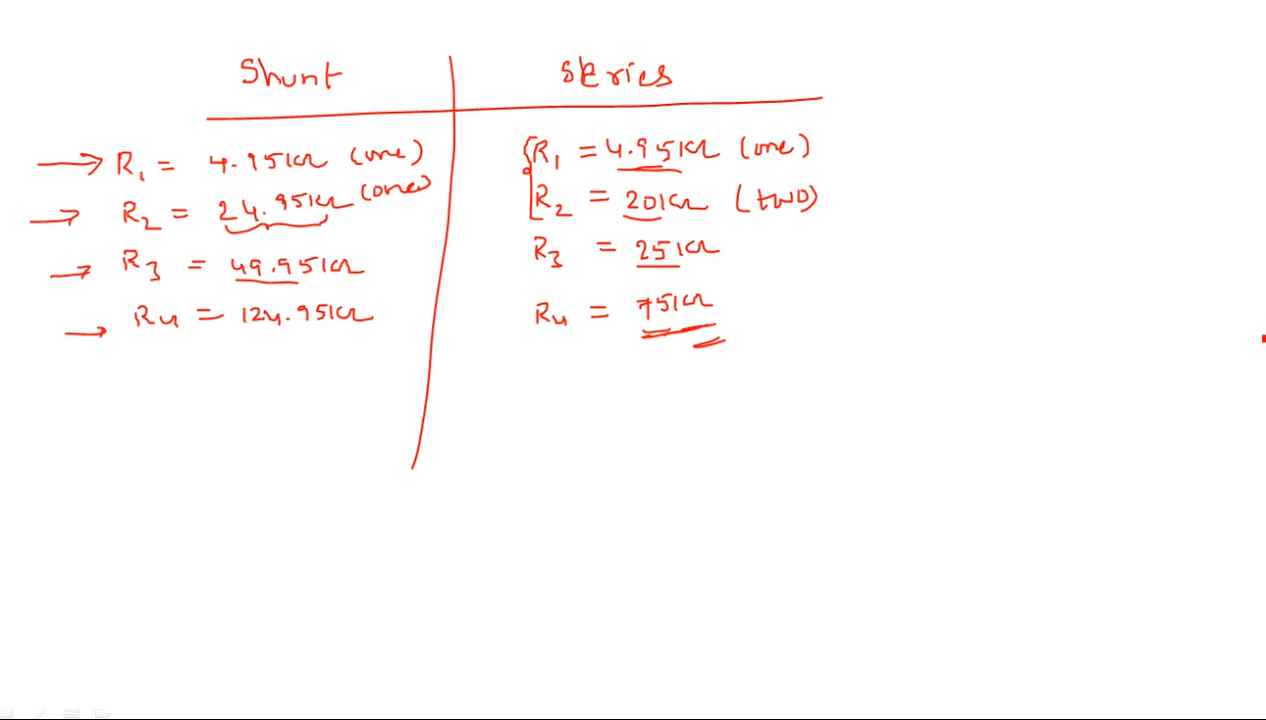 Shunt series
R₁ = 4.95KΩ (one) R₁ = 4.95KΩ (one)
R₂ = 24.95KΩ (one) R₂ = 20KΩ (two)
R₃ = 49.95KΩ R₃ = 25KΩ
R₄ = 124.95KΩ R₄ = 75KΩ